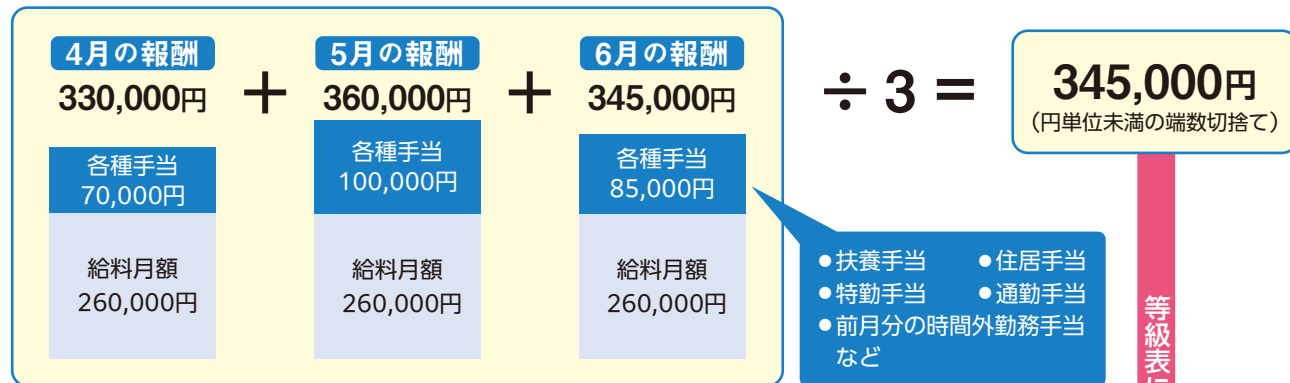 4月の報酬
330,000円
+
5月の報酬
360,000円
+
6月の報酬
345,000円
÷ 3 =
345,000円
(円単位未満の端数切捨て)
各種手当
70,000円
給料月額
260,000円
各種手当
100,000円
給料月額
260,000円
各種手当
85,000円
給料月額
260,000円
●扶養手当 ●住居手当
●特勤手当 ●通勤手当
●前月分の時間外勤務手当
など
等級表